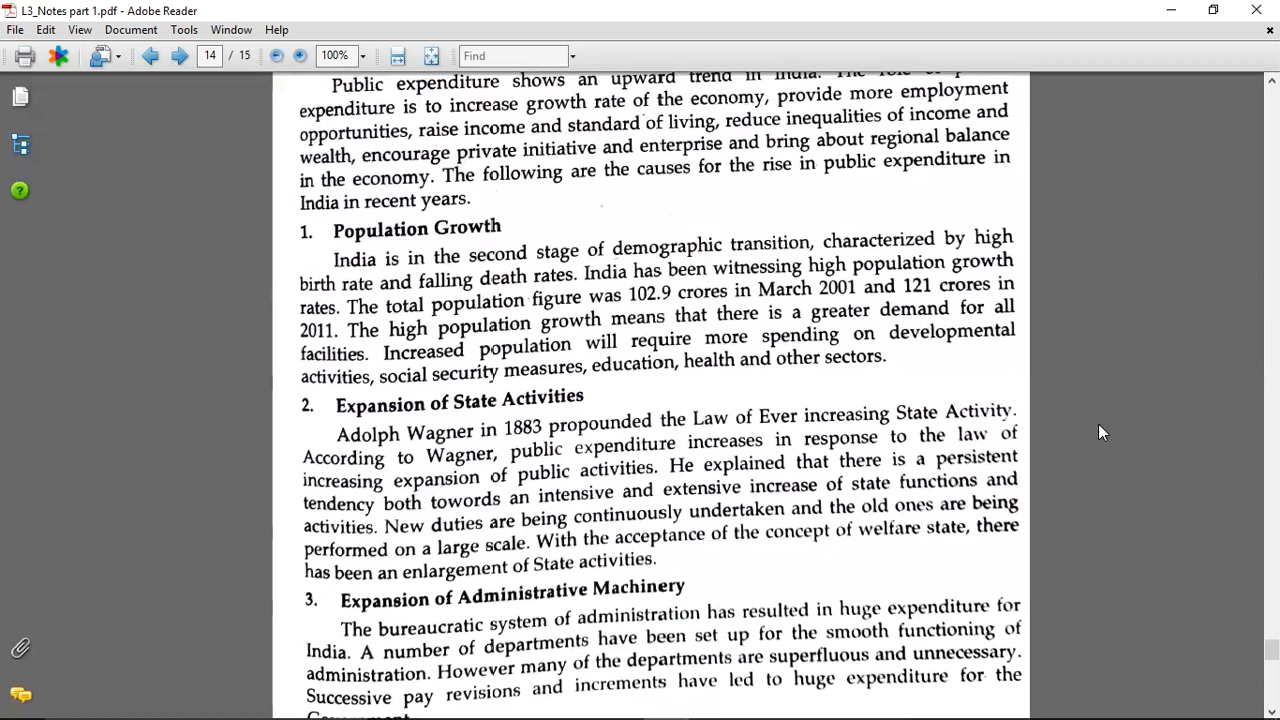 L3_Notes part 1.pdf - Adobe Reader
File Edit View Document Tools Window Help
14 / 15 100% Find
Public expenditure shows an upward trend in India. The role of
expenditure is to increase growth rate of the economy, provide more employment
opportunities, raise income and standard of living, reduce inequalities of income and
wealth, encourage private initiative and enterprise and bring about regional balance
in the economy. The following are the causes for the rise in public expenditure in
India in recent years.
1. Population Growth
India is in the second stage of demographic transition, characterized by high
birth rate and falling death rates. India has been witnessing high population growth
rates. The total population figure was 102.9 crores in March 2001 and 121 crores in
2011. The high population growth means that there is a greater demand for all
facilities. Increased population will require more spending on developmental
activities, social security measures, education, health and other sectors.
2. Expansion of State Activities
Adolph Wagner in 1883 propounded the Law of Ever increasing State Activity.
According to Wagner, public expenditure increases in response to the law of
increasing expansion of public activities. He explained that there is a persistent
tendency both towards an intensive and extensive increase of state functions and
activities. New duties are being continuously undertaken and the old ones are being
performed on a large scale. With the acceptance of the concept of welfare state, there
has been an enlargement of State activities.
3. Expansion of Administrative Machinery
The bureaucratic system of administration has resulted in huge expenditure for
India. A number of departments have been set up for the smooth functioning of
administration. However many of the departments are superfluous and unnecessary.
Successive pay revisions and increments have led to huge expenditure for the